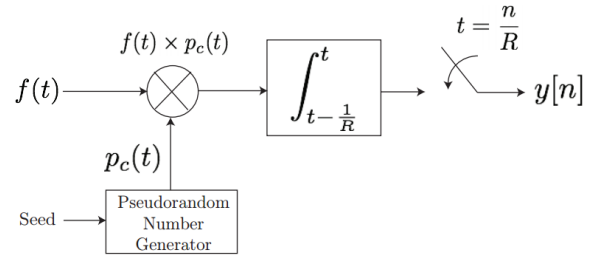 f(t) × p_c(t)
t = n/R
f(t)
∫_{t−1/R}^{t}
y[n]
p_c(t)
Seed
Pseudorandom
Number
Generator